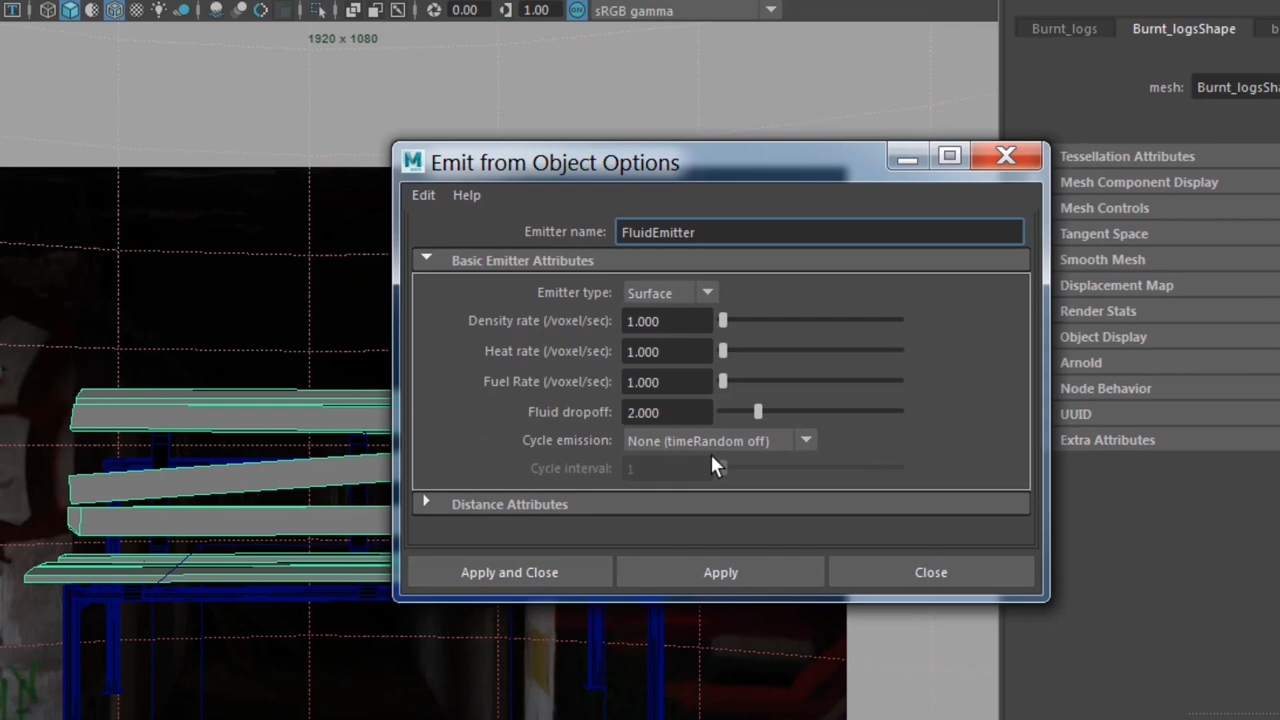 T
0.00
1.00
ON
sRGB gamma
1920 x 1080
Burnt_logs
Burnt_logsShape
b
mesh:
Burnt_logsSha
M
Emit from Object Options
Edit
Help
Emitter name:
FluidEmitter
Basic Emitter Attributes
Emitter type:
Surface
Density rate (/voxel/sec):
1.000
Heat rate (/voxel/sec):
1.000
Fuel Rate (/voxel/sec):
1.000
Fluid dropoff:
2.000
Cycle emission:
None (timeRandom off)
Cycle interval:
1
Distance Attributes
Apply and Close
Apply
Close
Tessellation Attributes
Mesh Component Display
Mesh Controls
Tangent Space
Smooth Mesh
Displacement Map
Render Stats
Object Display
Arnold
Node Behavior
UUID
Extra Attributes